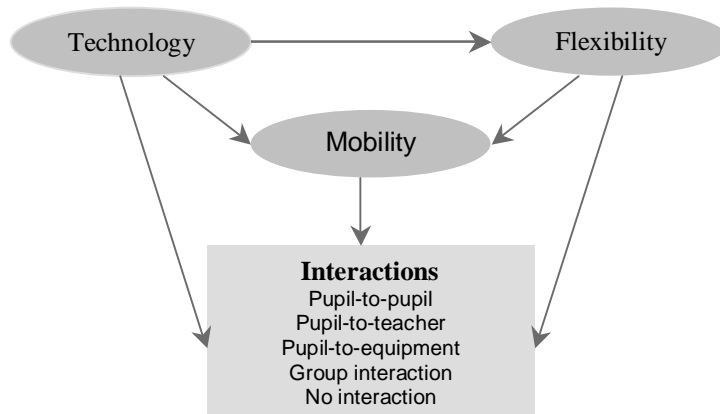 Technology
Flexibility
Mobility
Interactions
Pupil-to-pupil
Pupil-to-teacher
Pupil-to-equipment
Group interaction
No interaction